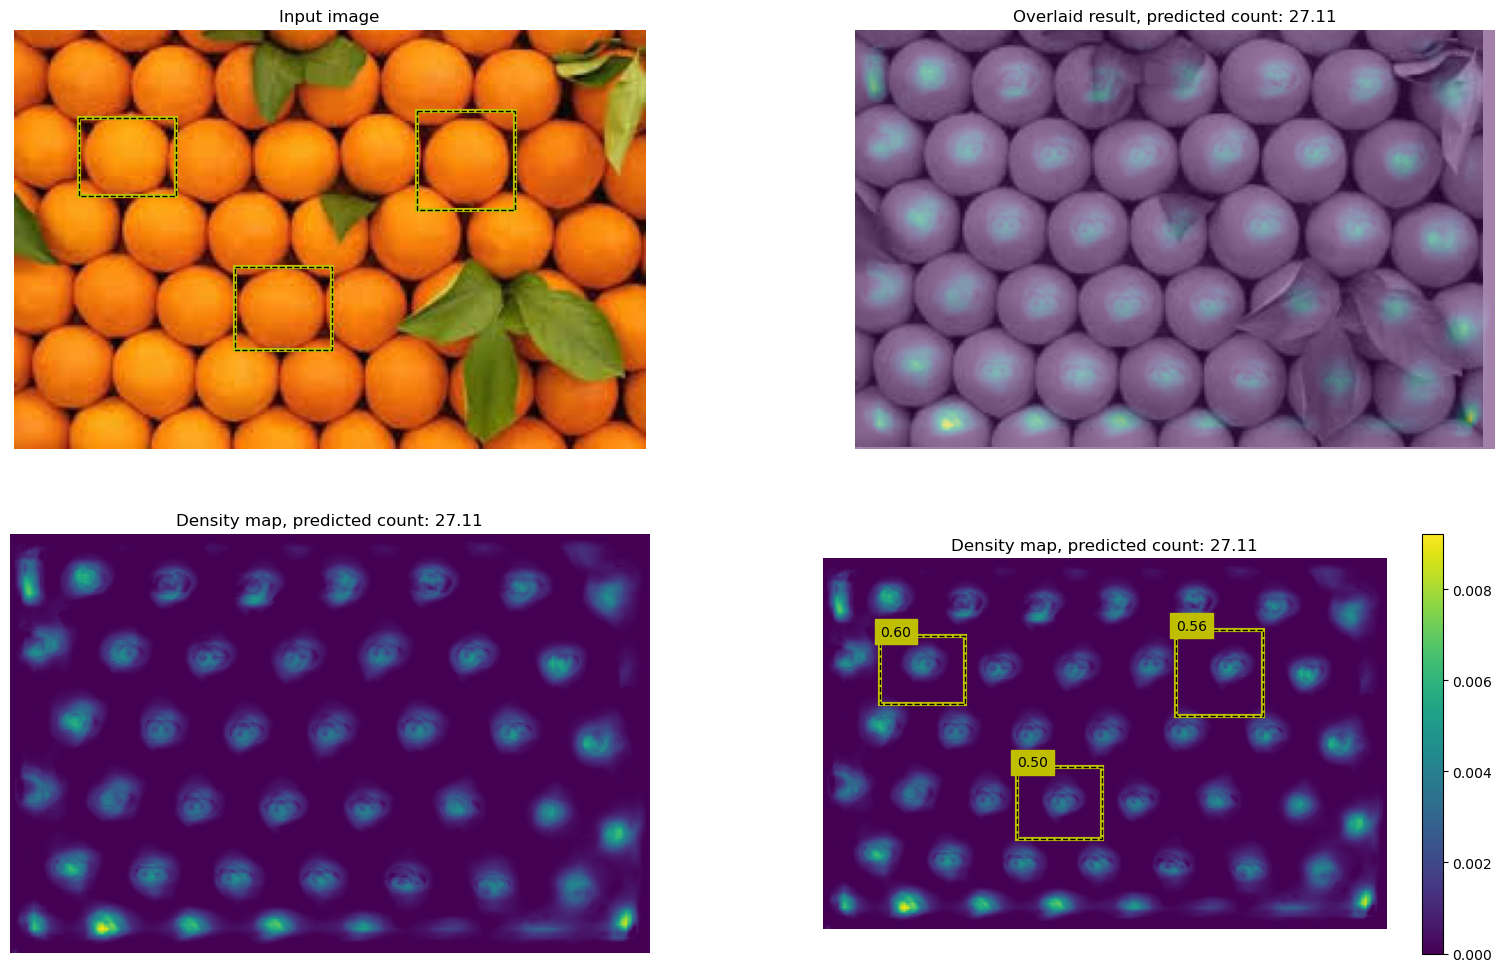 Input image
Overlaid result, predicted count: 27.11
Density map, predicted count: 27.11
Density map, predicted count: 27.11
0.60
0.56
0.50
0.008
0.006
0.004
0.002
0.000